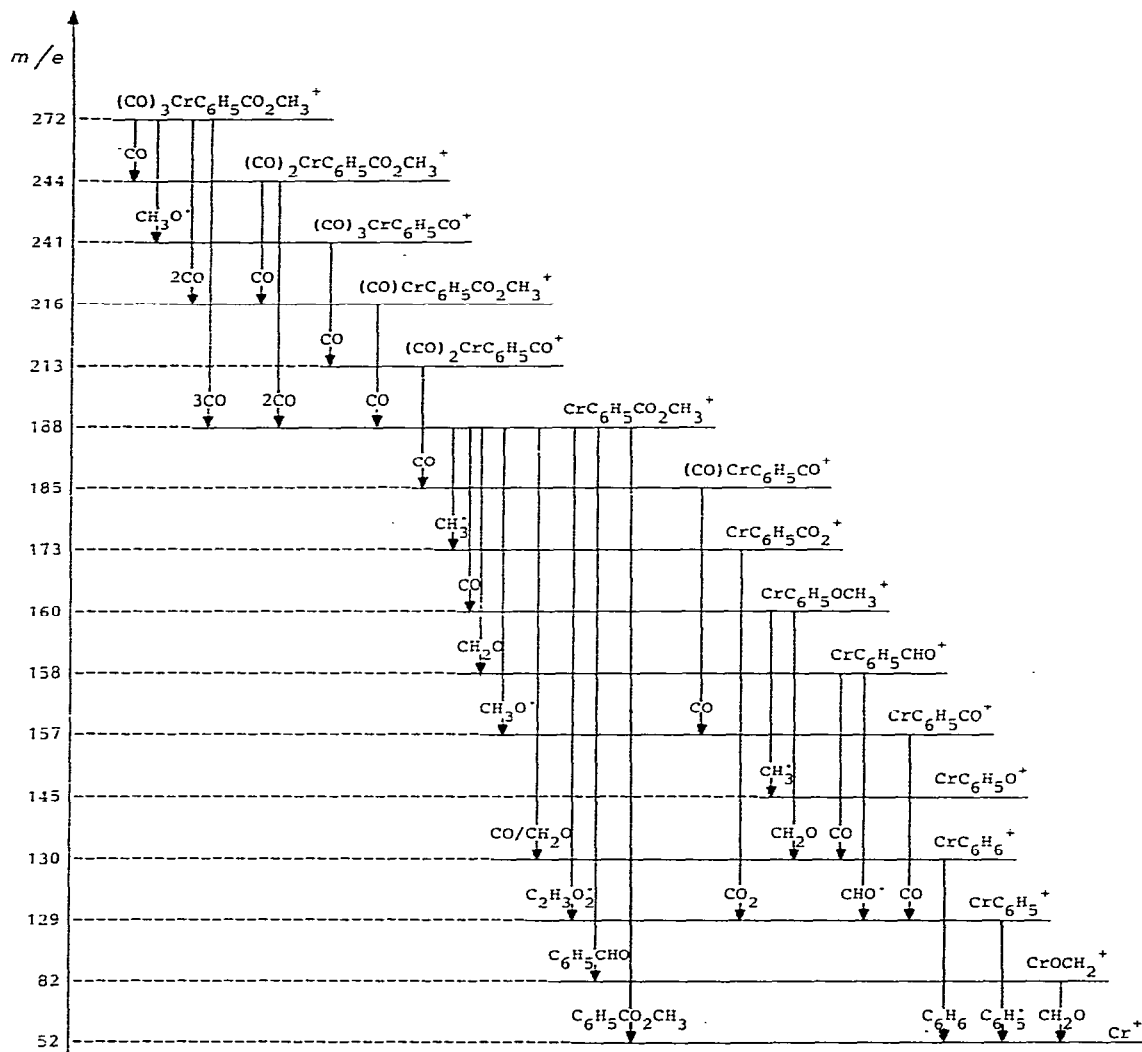 m/e
272 (CO)3CrC6H5CO2CH3+
CO
244 (CO)2CrC6H5CO2CH3+
CH3O·
241 (CO)3CrC6H5CO+
2CO CO
216 (CO)CrC6H5CO2CH3+
CO
213 (CO)2CrC6H5CO+
3CO 2CO CO
188 CrC6H5CO2CH3+
CO
185 (CO)CrC6H5CO+
CH3·
173 CrC6H5CO2+
CO
160 CrC6H5OCH3+
CH2O
158 CrC6H5CHO+
CH3O· CO
157 CrC6H5CO+
CH3·
145 CrC6H5O+
CO/CH2O CH2O CO
130 CrC6H6+
C2H3O2· CO2 CHO· CO
129 CrC6H5+
C6H5CHO
82 CrOCH2+
C6H5CO2CH3 C6H6 C6H5· CH2O
52 Cr+